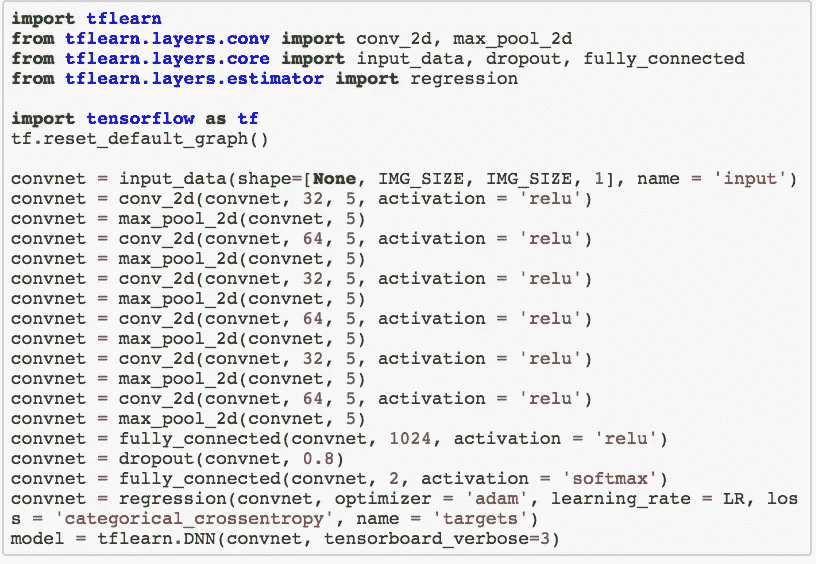 import tflearn
from tflearn.layers.conv import conv_2d, max_pool_2d
from tflearn.layers.core import input_data, dropout, fully_connected
from tflearn.layers.estimator import regression

import tensorflow as tf
tf.reset_default_graph()

convnet = input_data(shape=[None, IMG_SIZE, IMG_SIZE, 1], name = 'input')
convnet = conv_2d(convnet, 32, 5, activation = 'relu')
convnet = max_pool_2d(convnet, 5)
convnet = conv_2d(convnet, 64, 5, activation = 'relu')
convnet = max_pool_2d(convnet, 5)
convnet = conv_2d(convnet, 32, 5, activation = 'relu')
convnet = max_pool_2d(convnet, 5)
convnet = conv_2d(convnet, 64, 5, activation = 'relu')
convnet = max_pool_2d(convnet, 5)
convnet = conv_2d(convnet, 32, 5, activation = 'relu')
convnet = max_pool_2d(convnet, 5)
convnet = conv_2d(convnet, 64, 5, activation = 'relu')
convnet = max_pool_2d(convnet, 5)
convnet = fully_connected(convnet, 1024, activation = 'relu')
convnet = dropout(convnet, 0.8)
convnet = fully_connected(convnet, 2, activation = 'softmax')
convnet = regression(convnet, optimizer = 'adam', learning_rate = LR, los
s = 'categorical_crossentropy', name = 'targets')
model = tflearn.DNN(convnet, tensorboard_verbose=3)